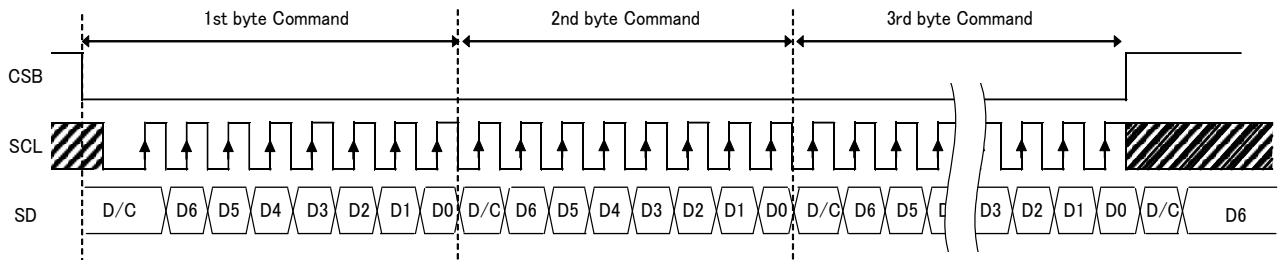 1st byte Command 2nd byte Command 3rd byte Command
CSB
SCL
SD D/C D6 D5 D4 D3 D2 D1 D0 D/C D6 D5 D4 D3 D2 D1 D0 D/C D6 D5 D3 D2 D1 D0 D/C D6